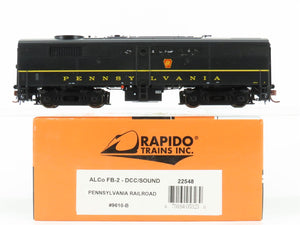 PENNSYLVANIA
RAPIDO
TRAINS INC.
ALCo FB-2 - DCC/SOUND 22548
PENNSYLVANIA RAILROAD
#9610-B